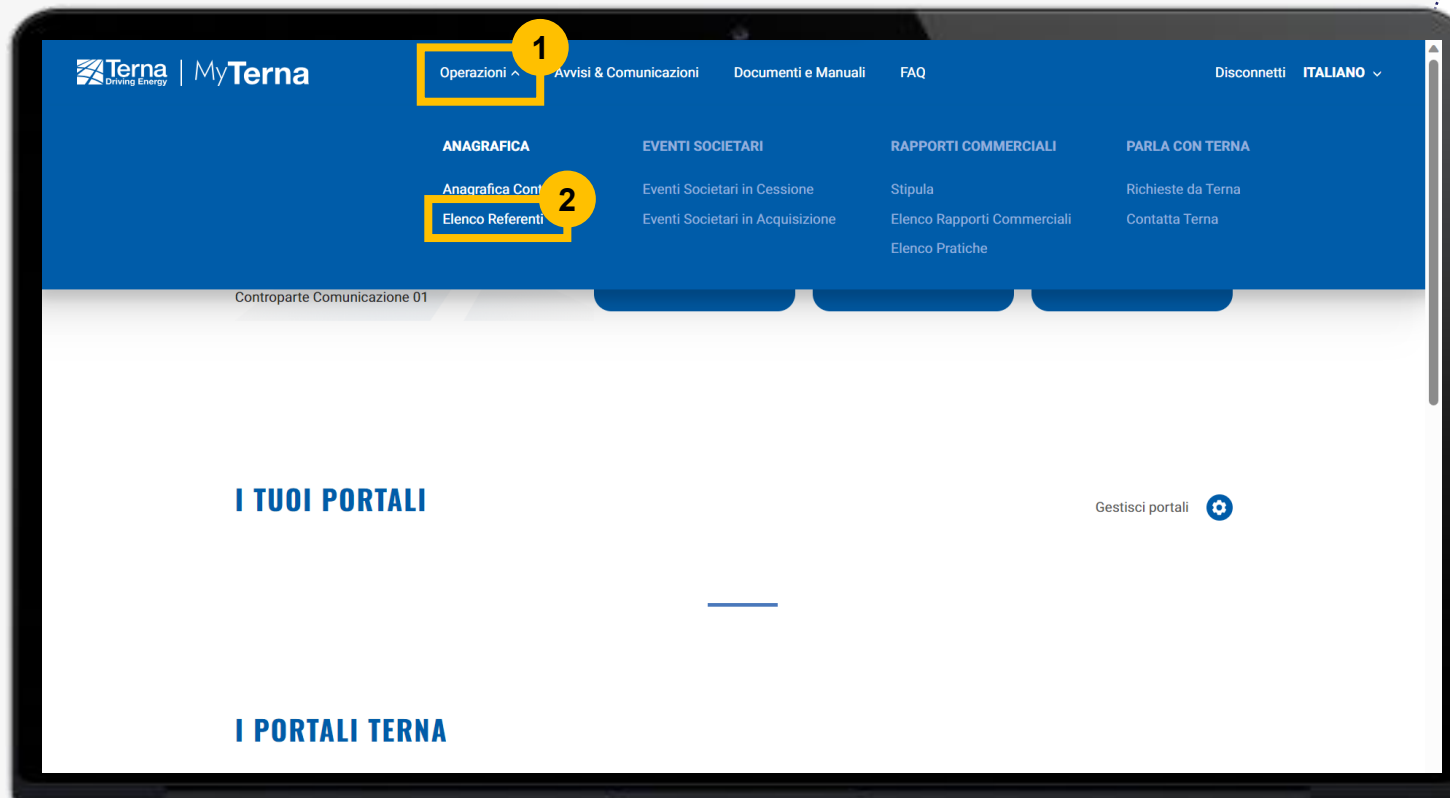 Terna
Driving Energy
MyTerna
Operazioni
1
Avvisi & Comunicazioni
Documenti e Manuali
FAQ
Disconnetti
ITALIANO
ANAGRAFICA
Anagrafica Cont
Elenco Referenti
2
EVENTI SOCIETARI
Eventi Societari in Cessione
Eventi Societari in Acquisizione
RAPPORTI COMMERCIALI
Stipula
Elenco Rapporti Commerciali
Elenco Pratiche
PARLA CON TERNA
Richieste da Terna
Contatta Terna
Controparte Comunicazione 01
I TUOI PORTALI
Gestisci portali
I PORTALI TERNA